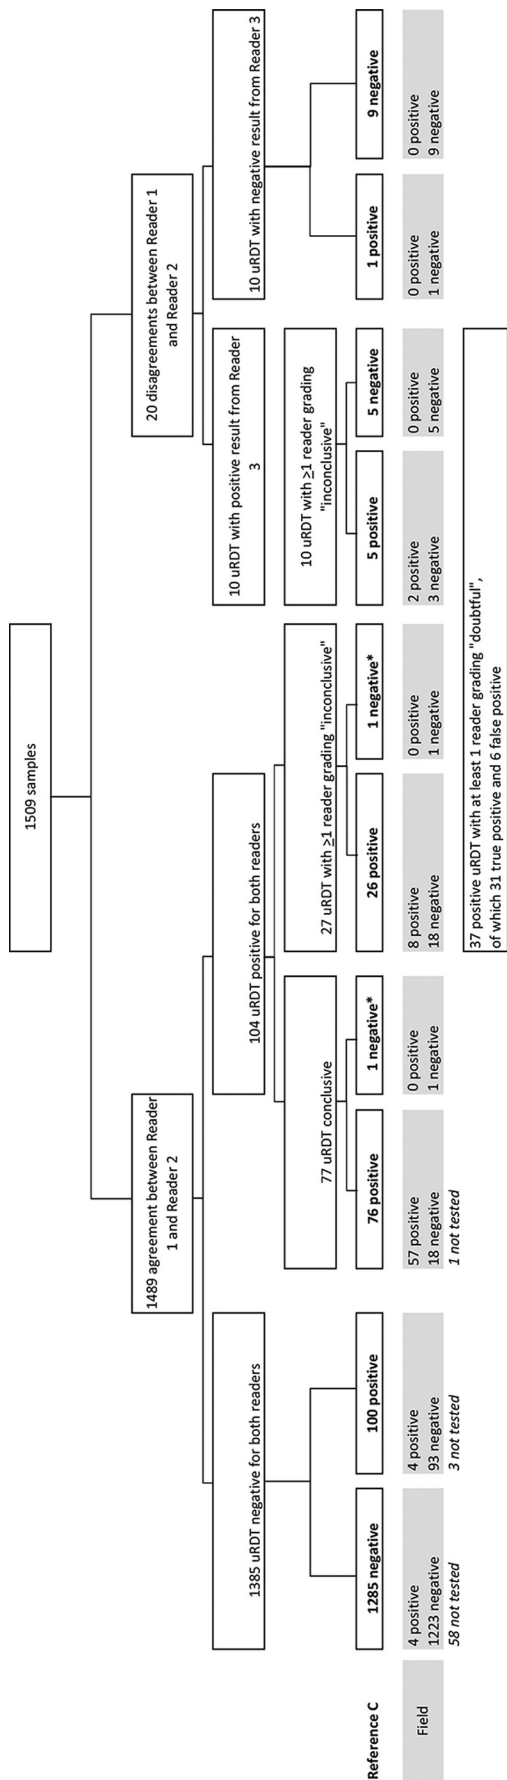 1509 samples
1489 agreement between Reader
1 and Reader 2
20 disagreements between Reader 1
and Reader 2
1385 uRDT negative for both readers
104 uRDT positive for both readers
10 uRDT with positive result from Reader
3
10 uRDT with negative result from Reader 3
77 uRDT conclusive
27 uRDT with ≥1 reader grading "inconclusive"
10 uRDT with ≥1 reader grading
"inconclusive"
Reference C
1285 negative
100 positive
76 positive
1 negative*
26 positive
1 negative*
5 positive
5 negative
1 positive
9 negative
Field
4 positive
1223 negative
58 not tested
4 positive
93 negative
3 not tested
57 positive
18 negative
1 not tested
0 positive
1 negative
8 positive
18 negative
0 positive
1 negative
2 positive
3 negative
0 positive
5 negative
0 positive
1 negative
0 positive
9 negative
37 positive uRDT with at least 1 reader grading "doubtful",
of which 31 true positive and 6 false positive